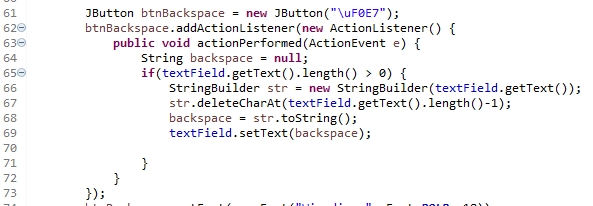 61 JButton btnBackspace = new JButton("\uF0E7");
62 btnBackspace.addActionListener(new ActionListener() {
63 public void actionPerformed(ActionEvent e) {
64 String backspace = null;
65 if(textField.getText().length() > 0) {
66 StringBuilder str = new StringBuilder(textField.getText());
67 str.deleteCharAt(textField.getText().length()-1);
68 backspace = str.toString();
69 textField.setText(backspace);
70
71 }
72 }
73 });